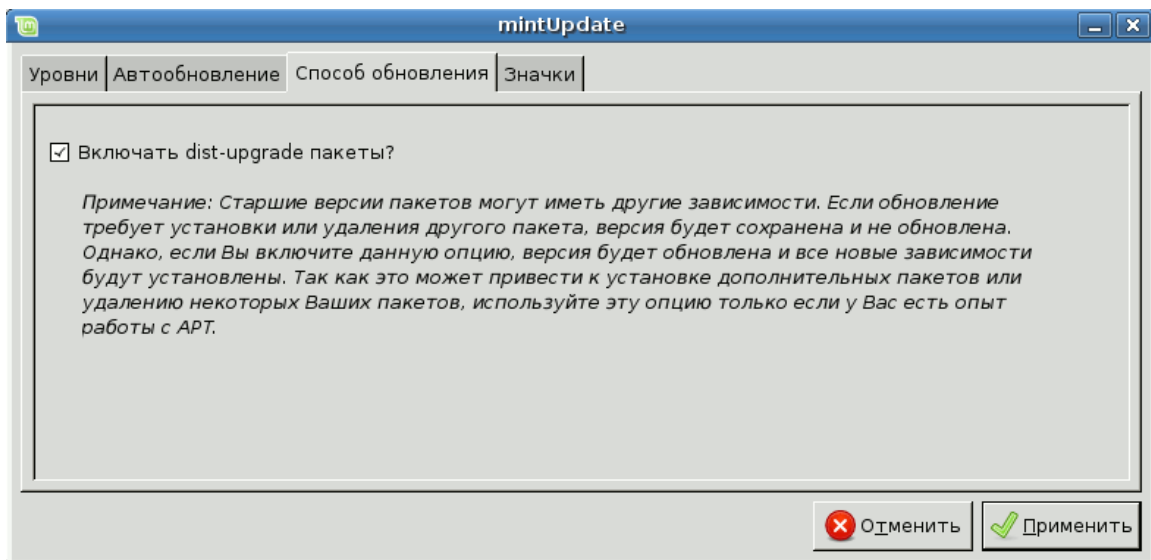 mintUpdate
Уровни Автообновление Способ обновления Значки
Включать dist-upgrade пакеты?
Примечание: Старшие версии пакетов могут иметь другие зависимости. Если обновление
требует установки или удаления другого пакета, версия будет сохранена и не обновлена.
Однако, если Вы включите данную опцию, версия будет обновлена и все новые зависимости
будут установлены. Так как это может привести к установке дополнительных пакетов или
удалению некоторых Ваших пакетов, используйте эту опцию только если у Вас есть опыт
работы с APT.
Отменить Применить